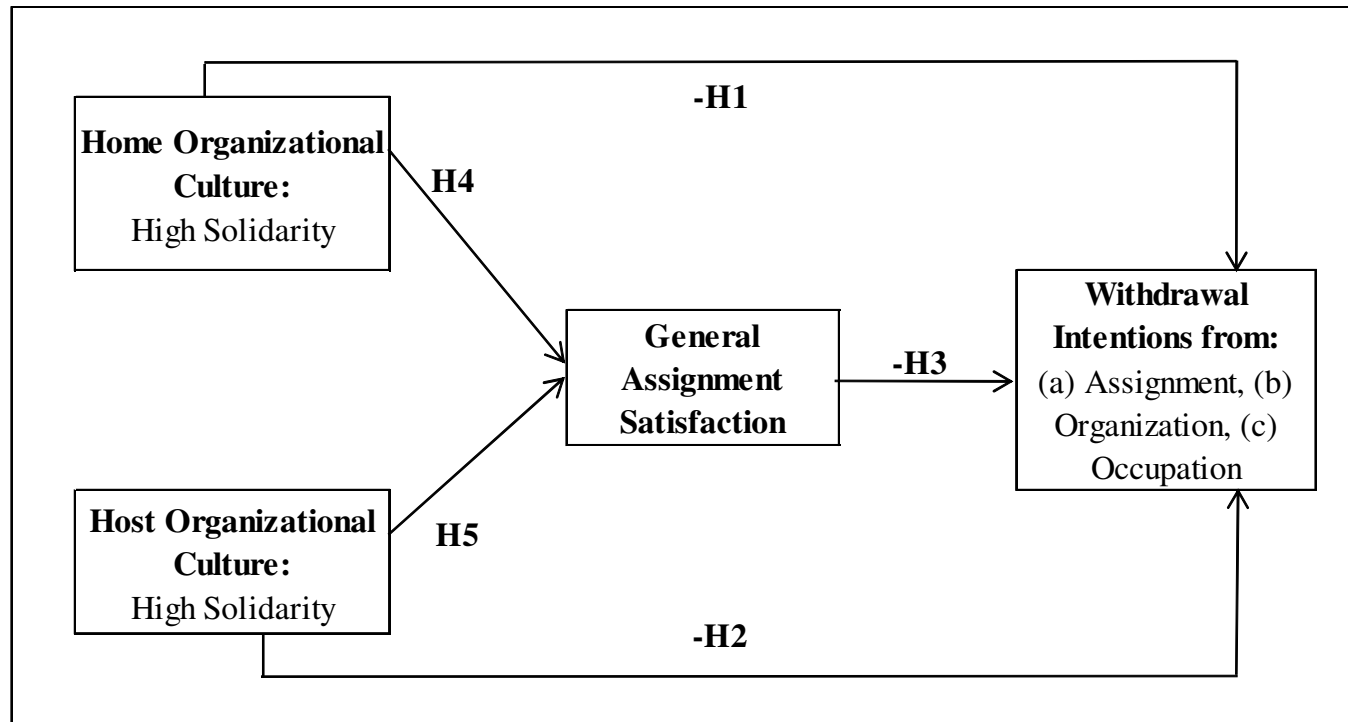 -H1
Home Organizational
Culture:
High Solidarity
H4
General
Assignment
Satisfaction
-H3
Withdrawal
Intentions from:
(a) Assignment, (b)
Organization, (c)
Occupation
Host Organizational
Culture:
High Solidarity
H5
-H2